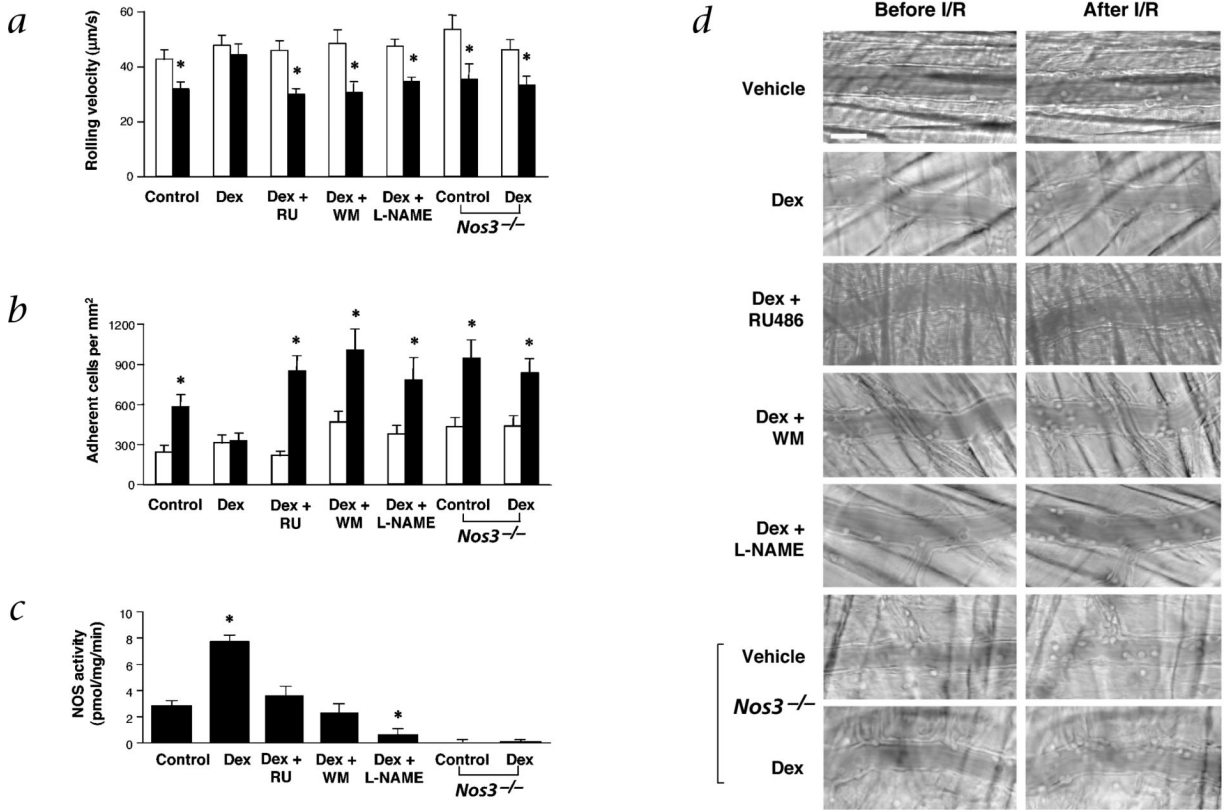 a
Rolling velocity (μm/s)
60
40
20
0
Control Dex Dex + Dex + Dex + Control Dex
RU WM L-NAME
Nos3−/−
* * * * * *
b
Adherent cells per mm2
1200
900
600
300
0
* * * * * *
Control Dex Dex + Dex + Dex + Control Dex
RU WM L-NAME
Nos3−/−
c
NOS activity
(pmol/mg/min)
10
8
6
4
2
0
* *
Control Dex Dex + Dex + Dex + Control Dex
RU WM L-NAME
Nos3−/−
d
Before I/R After I/R
Vehicle
Dex
Dex +
RU486
Dex +
WM
Dex +
L-NAME
Vehicle
Nos3−/−
Dex